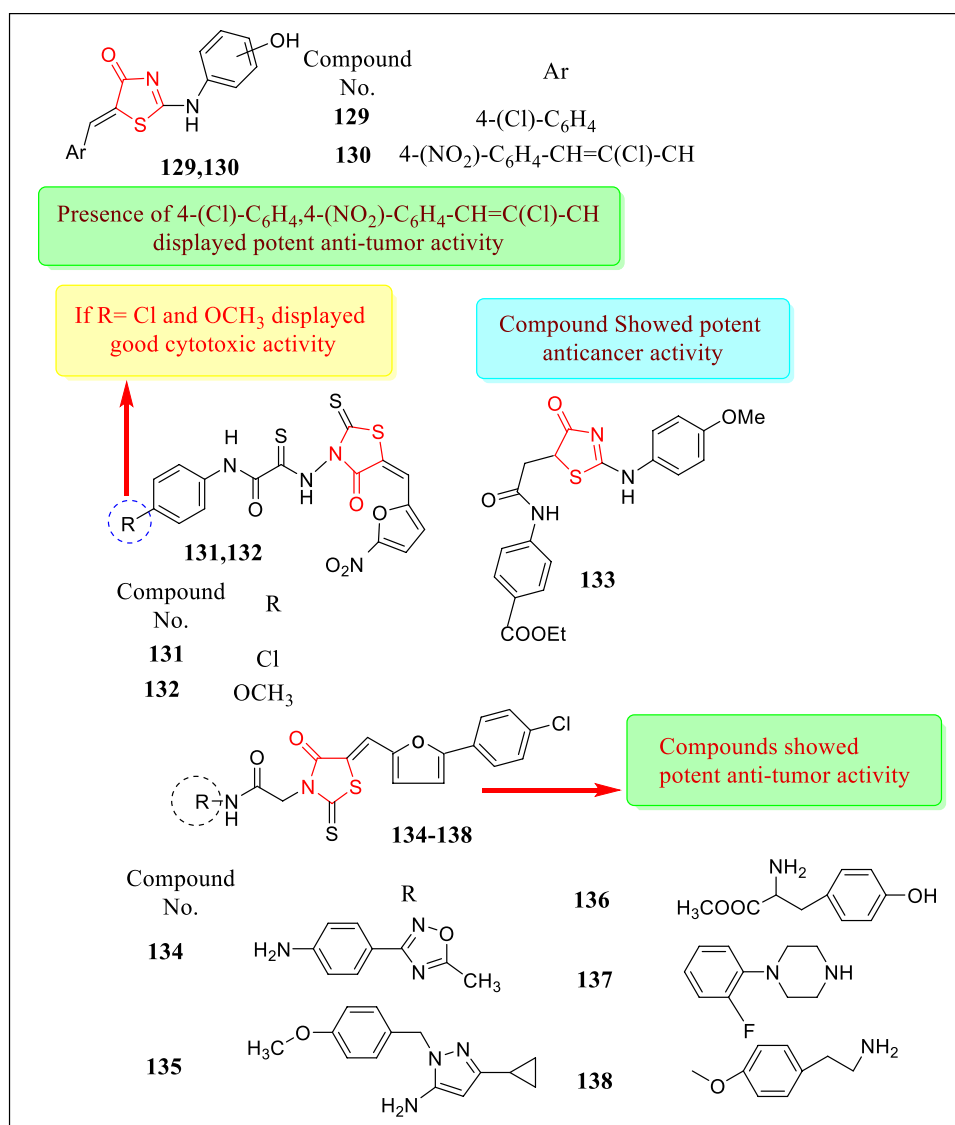 O
N
S
N
H
OH
Ar
129,130
Compound
No.
Ar
129
4-(Cl)-C₆H₄
130
4-(NO₂)-C₆H₄-CH=C(Cl)-CH
Presence of 4-(Cl)-C₆H₄,4-(NO₂)-C₆H₄-CH=C(Cl)-CH
displayed potent anti-tumor activity
If R= Cl and OCH₃ displayed
good cytotoxic activity
Compound Showed potent
anticancer activity
R
H
N
O
S
NH
N
S
S
O
O
O₂N
131,132
O
N
S
N
H
OMe
O
NH
COOEt
133
Compound
No.
R
131
Cl
132
OCH₃
R
N
H
O
N
O
S
S
O
Cl
134-138
Compounds showed
potent anti-tumor activity
Compound
No.
R
134
H₂N
N
O
N
CH₃
135
H₃C
O
N
N
H₂N
136
NH₂
H₃COOC
OH
137
N
NH
F
138
O
NH₂